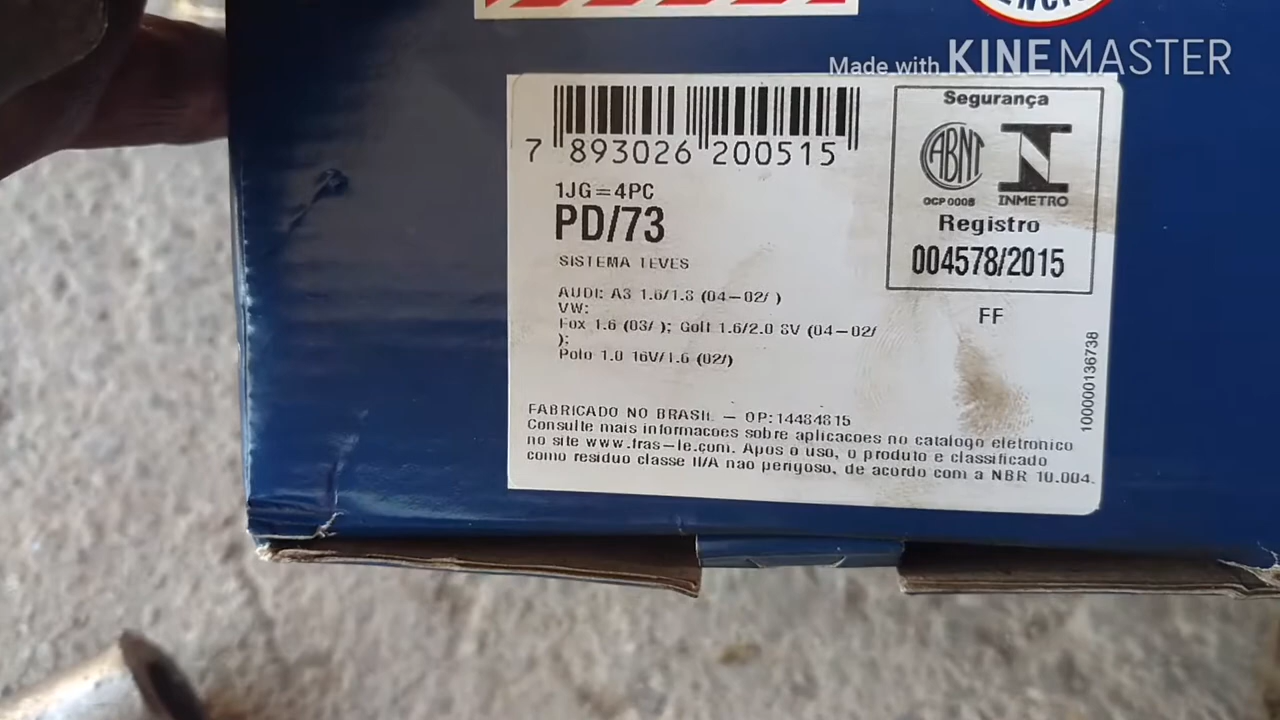 Made with KINEMASTER
7 893026 200515
1JG=4PC
PD/73
SISTEMA TEVES
AUDI: A3 1.6/1.8 (04-02/ )
VW:
Fox 1.6 (03/ ); Golf 1.6/2.0 8V (04-02/
);
Polo 1.0 16V/1.6 (02/)
FABRICADO NO BRASIL - OP:14484815
Consulte mais informacoes sobre aplicacoes no catalogo eletronico
no site www.fras-le.com. Apos o uso, o produto e classificado
como residuo classe II/A nao perigoso, de acordo com a NBR 10.004.
Segurança
ABNT
OCP 0008
INMETRO
Registro
004578/2015
FF
100000136738